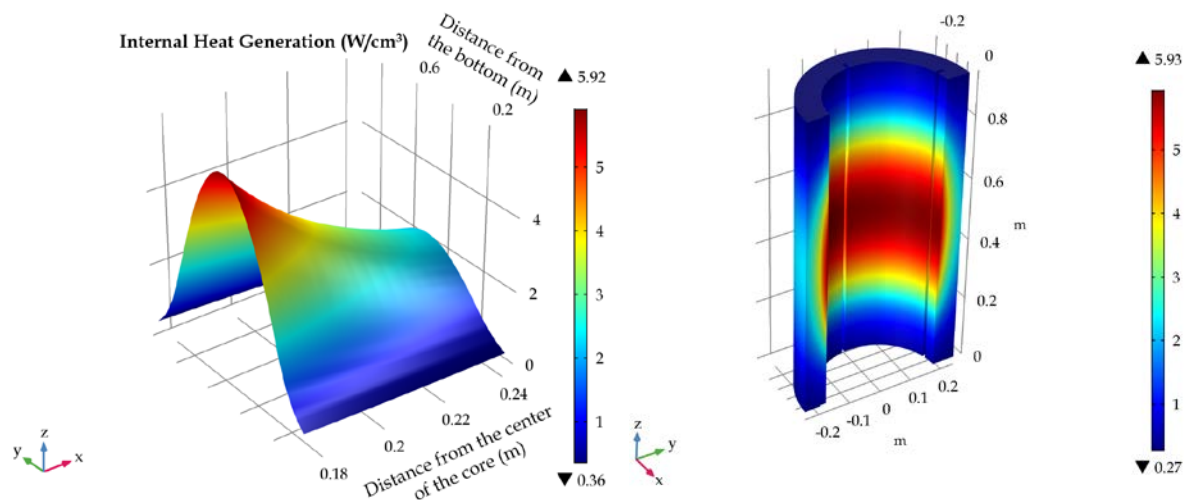 Internal Heat Generation (W/cm³)
Distance from
the bottom (m)
0.6
0.2
▲ 5.92
5
4
3
2
1
▼ 0.36
4
2
0
0.24
0.22
0.2
0.18
Distance from the center
of the core (m)
z
y
x
-0.2
0
0.8
0.6
m
0.4
0.2
0
0.2
0.1
0
-0.1
-0.2
m
▲ 5.93
5
4
3
2
1
▼ 0.27
z
y
x